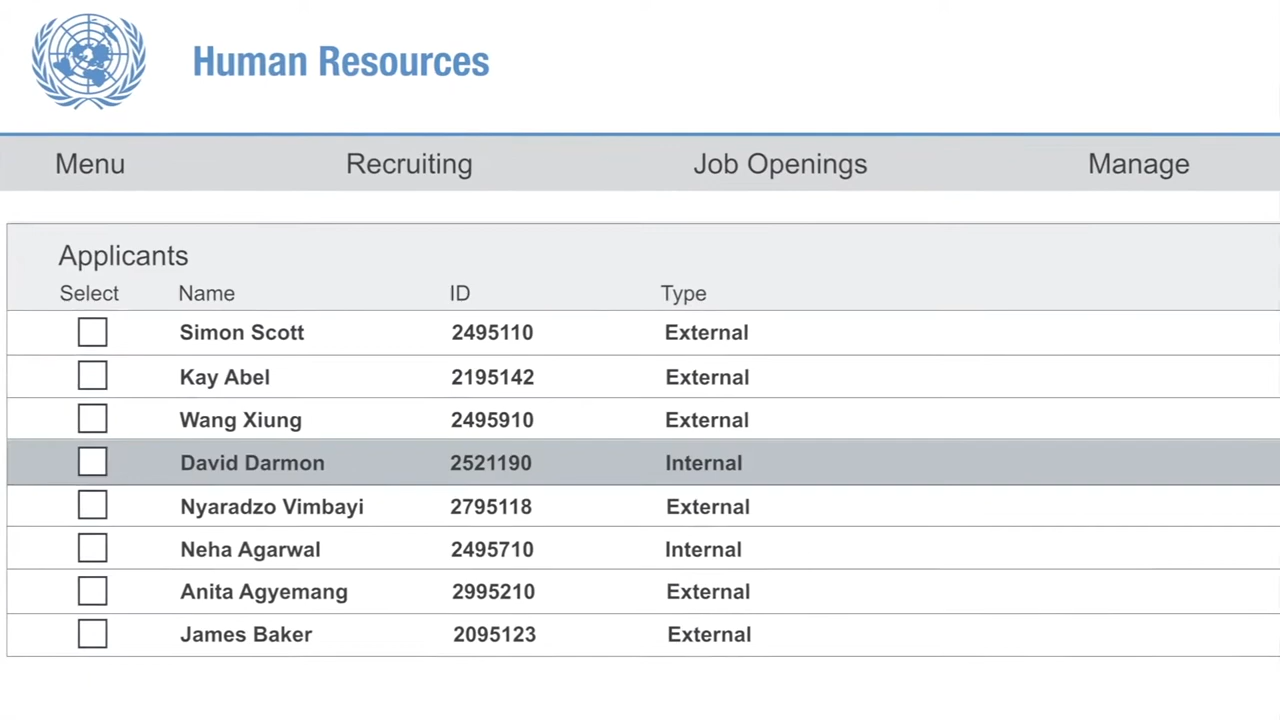 Human Resources
Menu Recruiting Job Openings Manage
Applicants
Select Name ID Type
Simon Scott 2495110 External
Kay Abel 2195142 External
Wang Xiung 2495910 External
David Darmon 2521190 Internal
Nyaradzo Vimbayi 2795118 External
Neha Agarwal 2495710 Internal
Anita Agyemang 2995210 External
James Baker 2095123 External